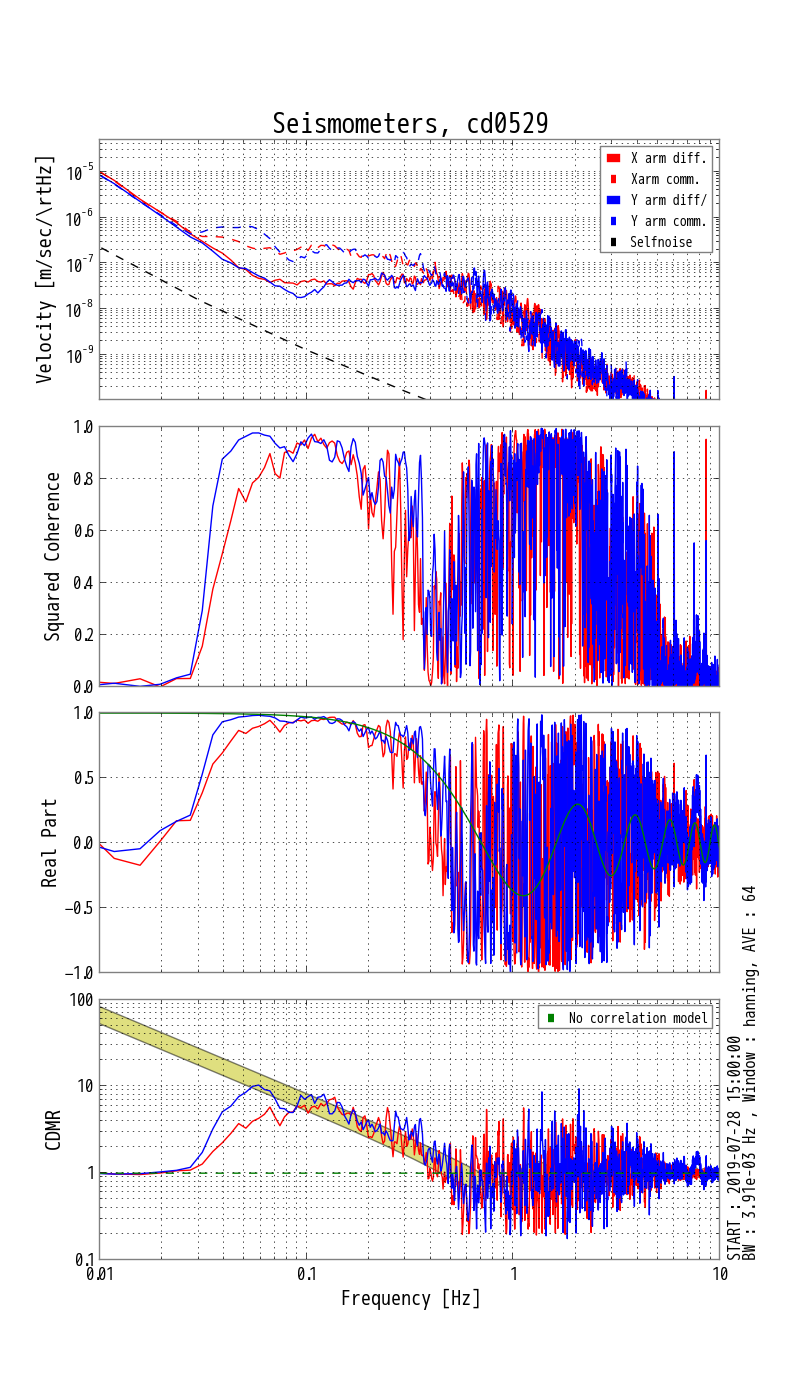 Seismometers, cd0529
Velocity [m/sec/\rtHz]
10^-5
10^-6
10^-7
10^-8
10^-9
X arm diff.
Xarm comm.
Y arm diff/
Y arm comm.
Selfnoise
Squared Coherence
1.0
0.8
0.6
0.4
0.2
0.0
Real Part
1.0
0.5
0.0
−0.5
−1.0
CDMR
100
10
1
0.1
No correlation model
0.01
0.1
1
10
Frequency [Hz]
START : 2019-07-28 15:00:00
BW : 3.91e-03 Hz , Window : hanning, AVE : 64